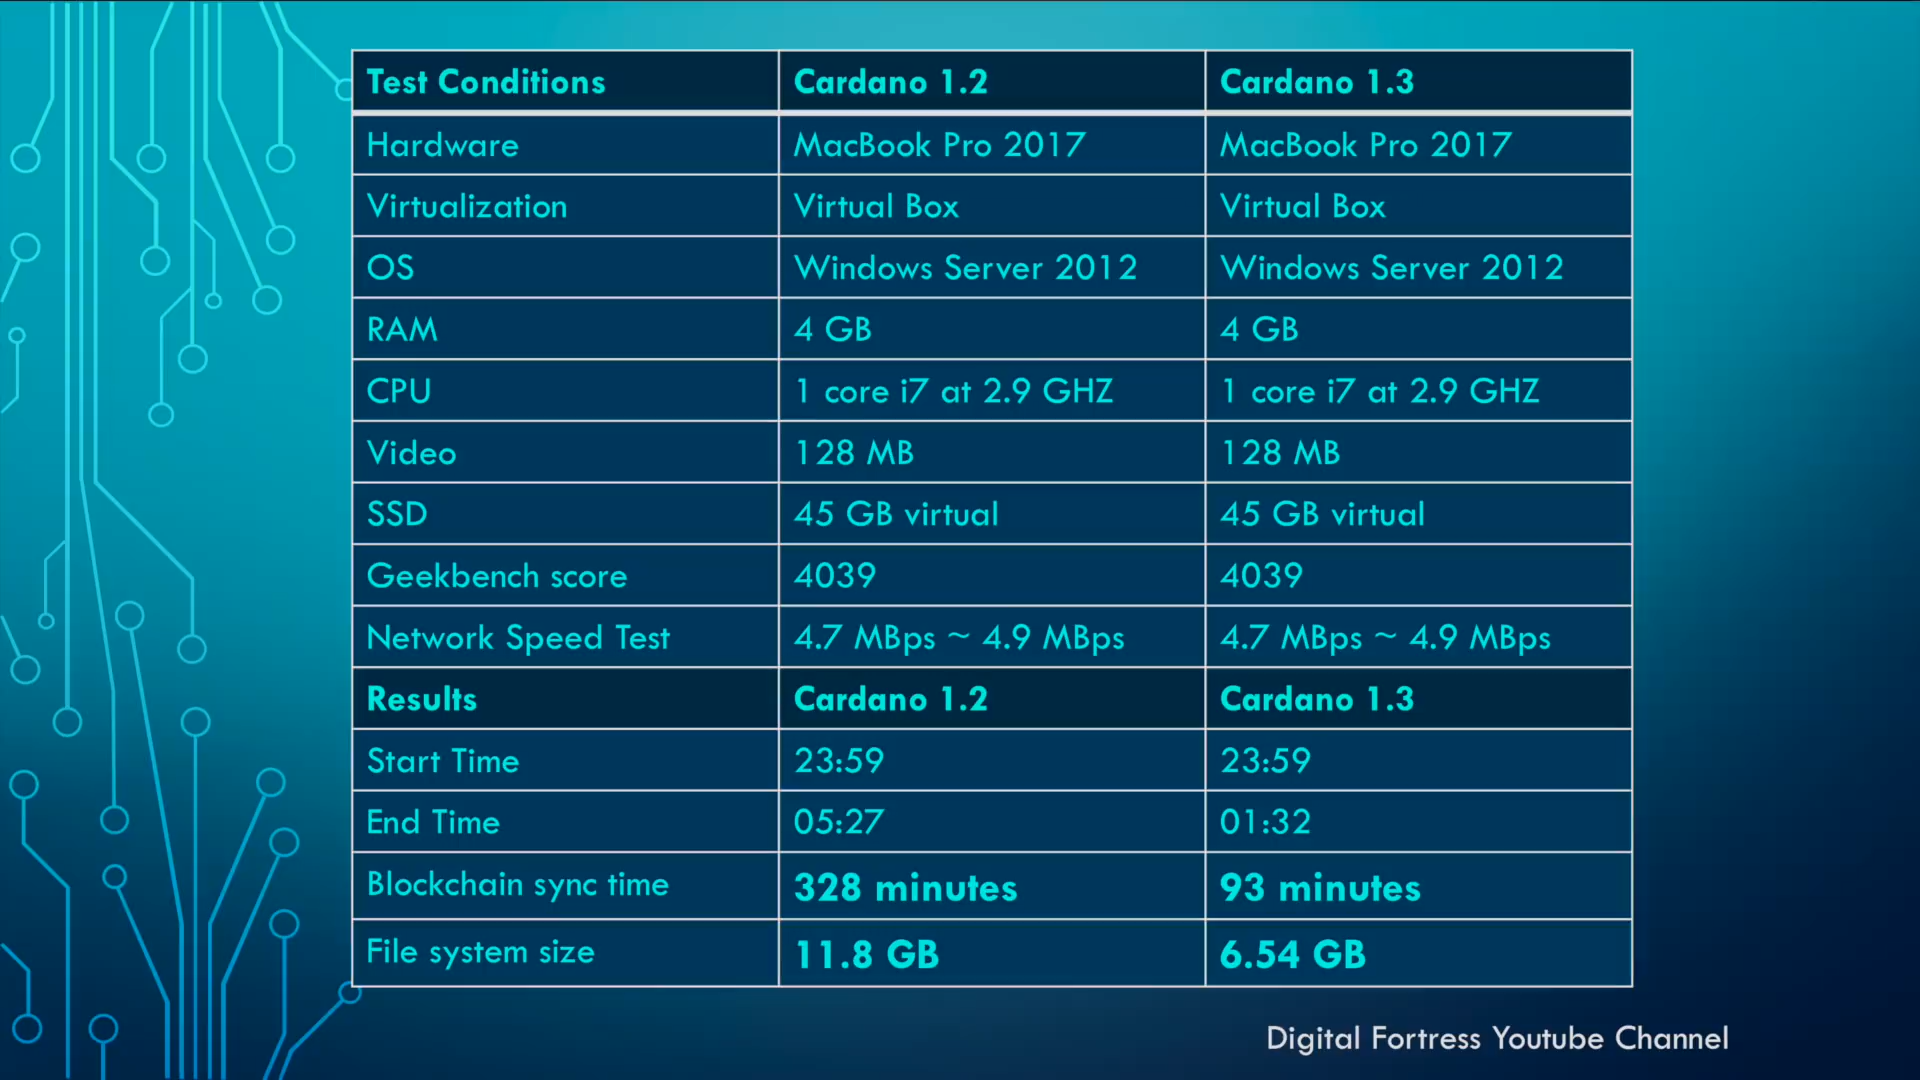 Test Conditions Cardano 1.2 Cardano 1.3
Hardware MacBook Pro 2017 MacBook Pro 2017
Virtualization Virtual Box Virtual Box
OS Windows Server 2012 Windows Server 2012
RAM 4 GB 4 GB
CPU 1 core i7 at 2.9 GHZ 1 core i7 at 2.9 GHZ
Video 128 MB 128 MB
SSD 45 GB virtual 45 GB virtual
Geekbench score 4039 4039
Network Speed Test 4.7 MBps ~ 4.9 MBps 4.7 MBps ~ 4.9 MBps
Results Cardano 1.2 Cardano 1.3
Start Time 23:59 23:59
End Time 05:27 01:32
Blockchain sync time 328 minutes 93 minutes
File system size 11.8 GB 6.54 GB
Digital Fortress Youtube Channel